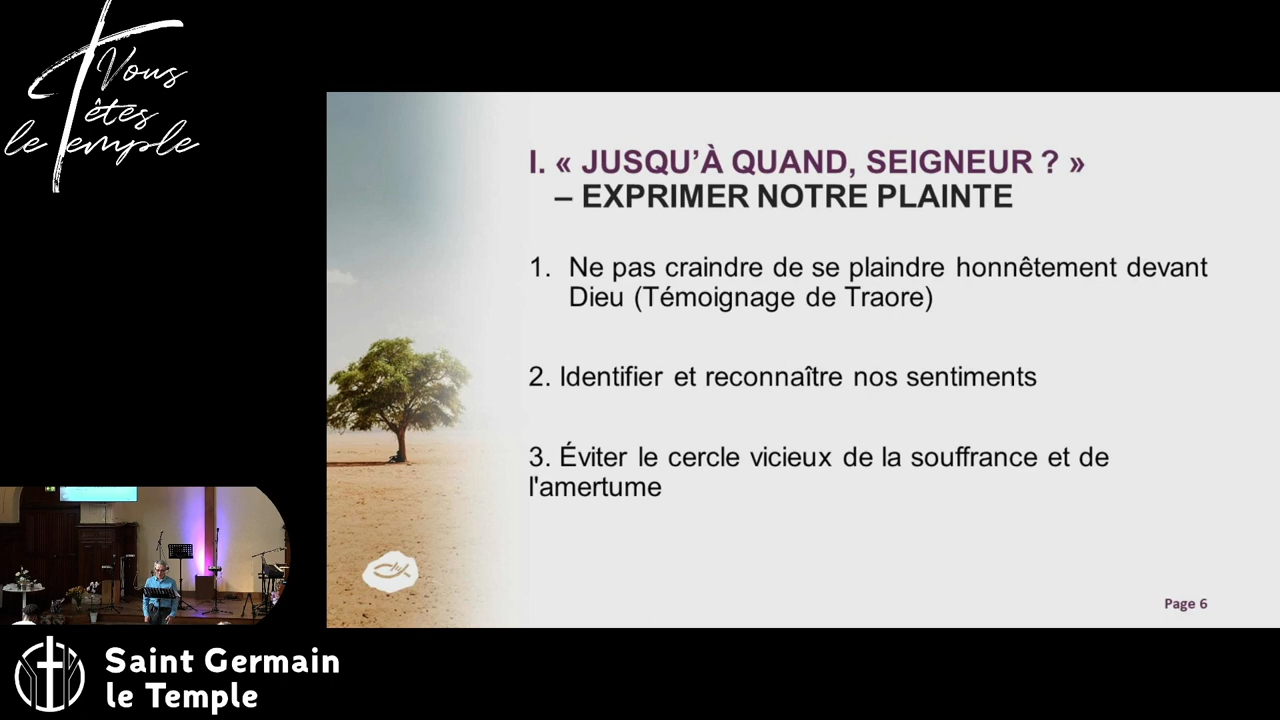 Vous
êtes
le Temple
I. « JUSQU’À QUAND, SEIGNEUR ? »
– EXPRIMER NOTRE PLAINTE
1. Ne pas craindre de se plaindre honnêtement devant
Dieu (Témoignage de Traore)
2. Identifier et reconnaître nos sentiments
3. Éviter le cercle vicieux de la souffrance et de
l'amertume
Page 6
Saint Germain
le Temple